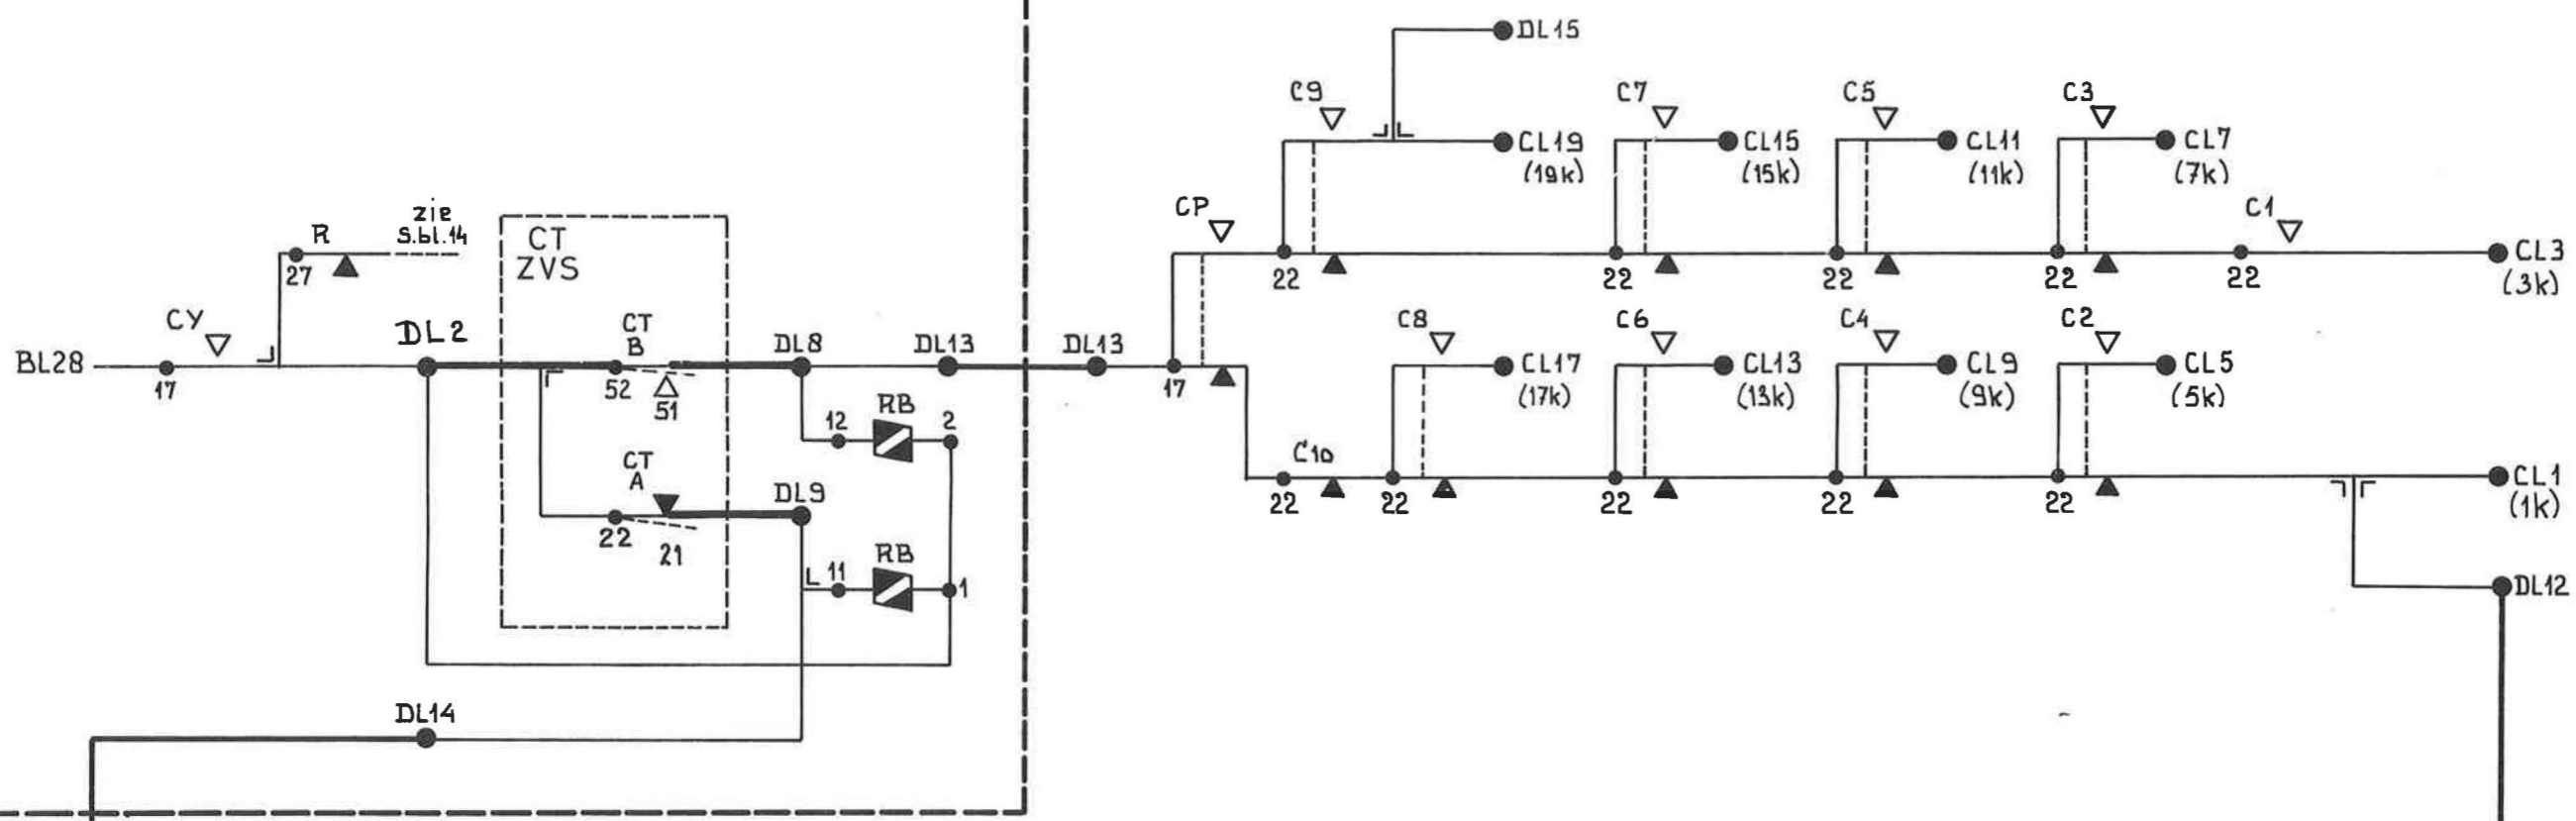 DL15
C9
C7
C5
C3
CL19
(19k)
CL15
(15k)
CL11
(11k)
CL7
(7k)
CP
C1
R
zie
s.bl.14
27
CT
ZVS
22
22
22
22
22
CL3
(3k)
CY
BL28
17
DL2
CT
B
52
51
DL8
DL13
DL13
17
C8
C6
C4
C2
CL17
(17k)
CL13
(13k)
CL9
(9k)
CL5
(5k)
12
RB
2
CT
A
22
21
DL9
C10
22
22
22
22
22
CL1
(1k)
11
RB
1
DL12
DL14